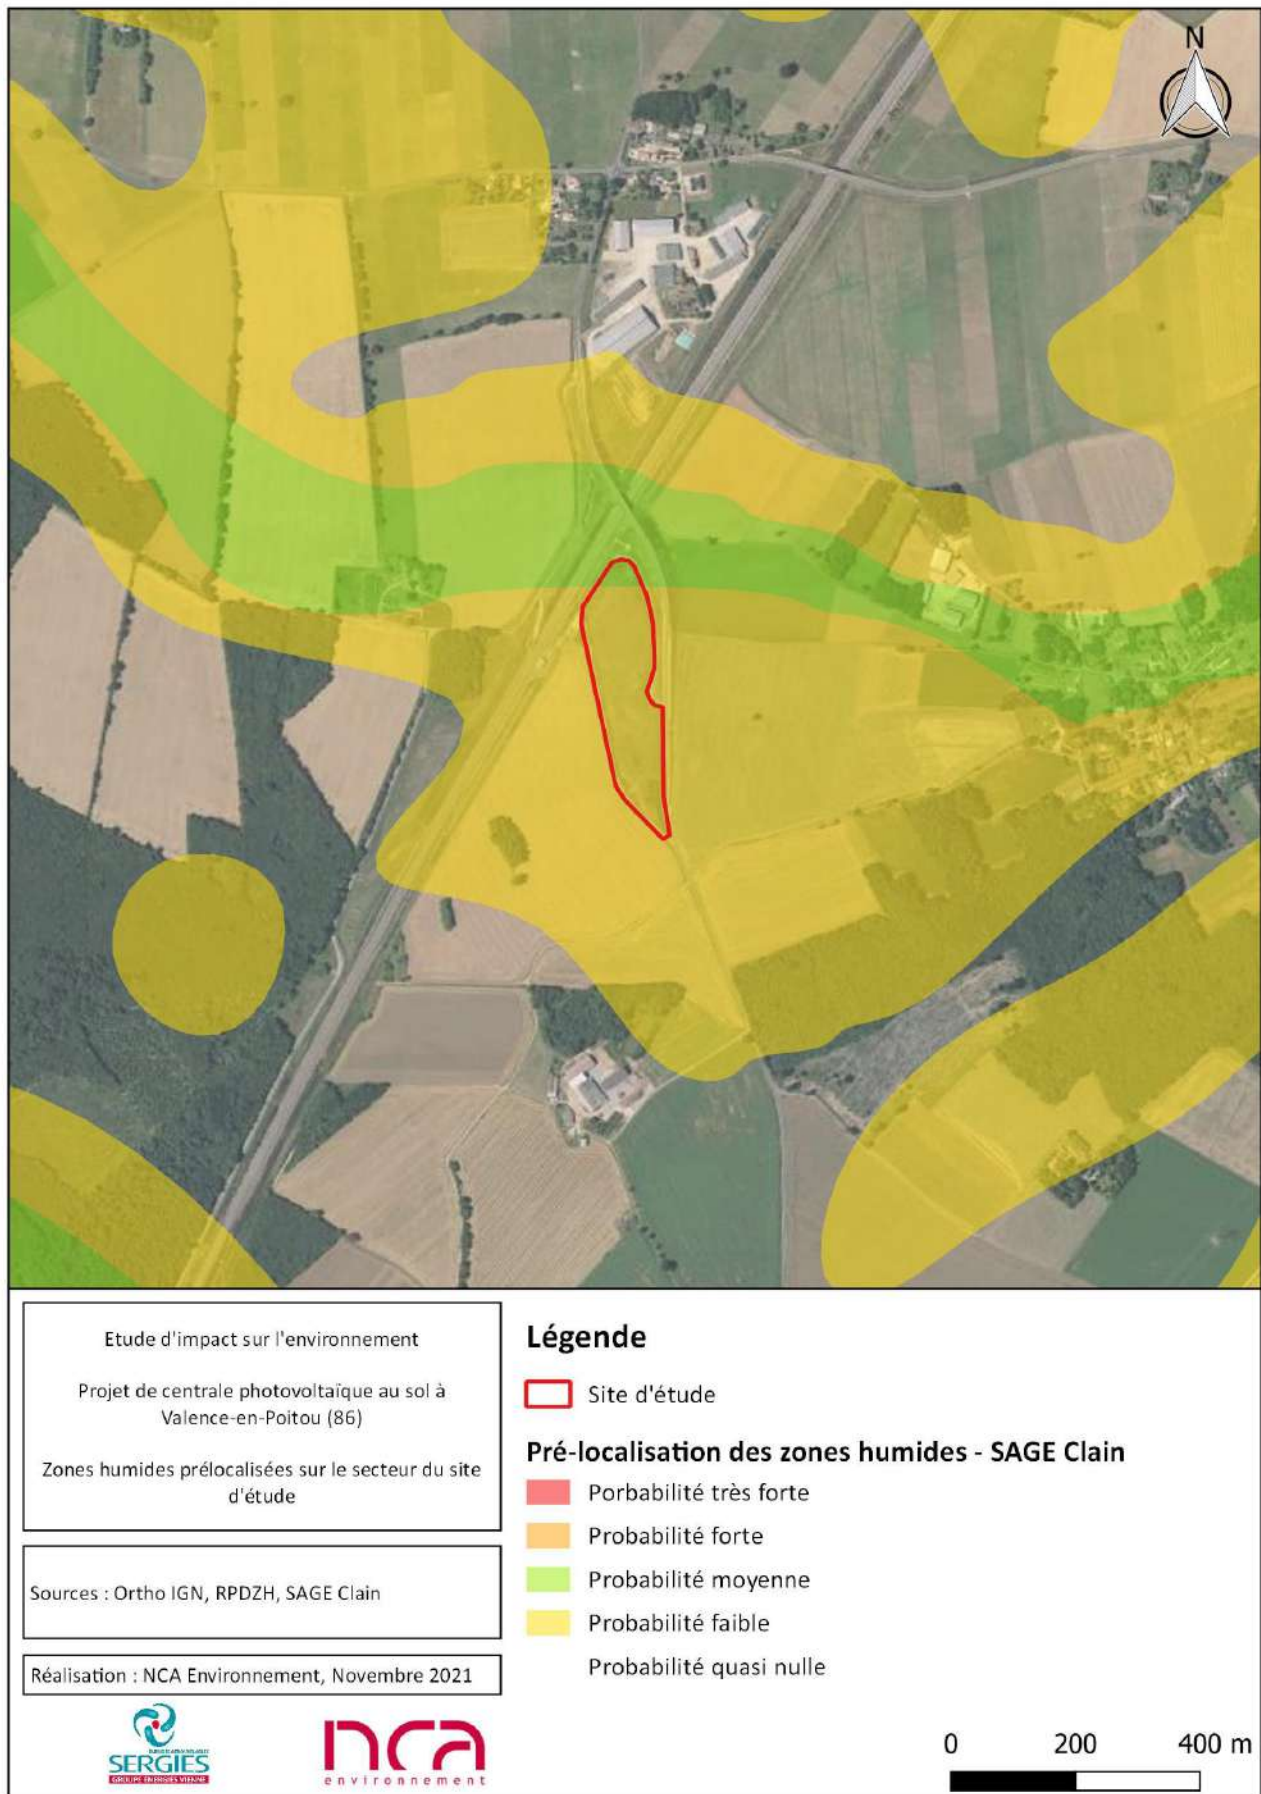 N
Etude d'impact sur l'environnement
Projet de centrale photovoltaïque au sol à
Valence-en-Poitou (86)
Zones humides prélocalisées sur le secteur du site
d'étude
Sources : Ortho IGN, RPDZH, SAGE Clain
Réalisation : NCA Environnement, Novembre 2021
SERGIES
GROUPE ENERGIES VIENNE
nca
environnement
Légende
Site d'étude
Pré-localisation des zones humides - SAGE Clain
Porbabilité très forte
Probabilité forte
Probabilité moyenne
Probabilité faible
Probabilité quasi nulle
0 200 400 m